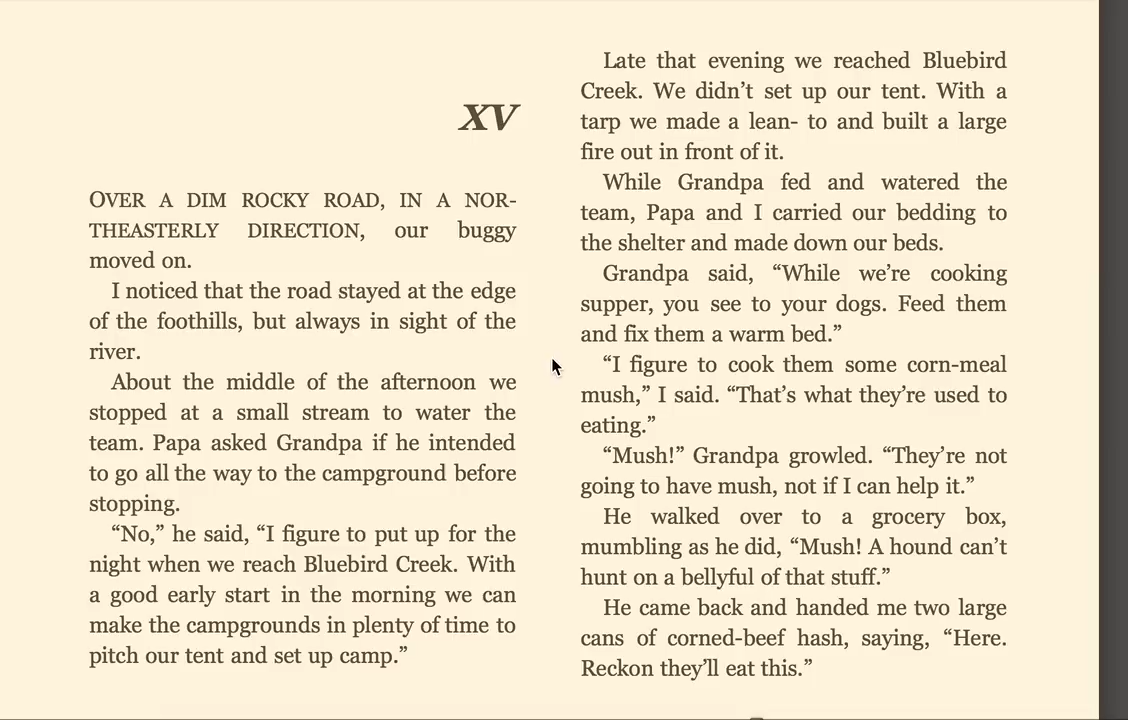 XV
OVER A DIM ROCKY ROAD, IN A NOR-
THEASTERLY DIRECTION, our buggy
moved on.
I noticed that the road stayed at the edge
of the foothills, but always in sight of the
river.
About the middle of the afternoon we
stopped at a small stream to water the
team. Papa asked Grandpa if he intended
to go all the way to the campground before
stopping.
“No,” he said, “I figure to put up for the
night when we reach Bluebird Creek. With
a good early start in the morning we can
make the campgrounds in plenty of time to
pitch our tent and set up camp.”
Late that evening we reached Bluebird
Creek. We didn’t set up our tent. With a
tarp we made a lean- to and built a large
fire out in front of it.
While Grandpa fed and watered the
team, Papa and I carried our bedding to
the shelter and made down our beds.
Grandpa said, “While we’re cooking
supper, you see to your dogs. Feed them
and fix them a warm bed.”
“I figure to cook them some corn-meal
mush,” I said. “That’s what they’re used to
eating.”
“Mush!” Grandpa growled. “They’re not
going to have mush, not if I can help it.”
He walked over to a grocery box,
mumbling as he did, “Mush! A hound can’t
hunt on a bellyful of that stuff.”
He came back and handed me two large
cans of corned-beef hash, saying, “Here.
Reckon they’ll eat this.”